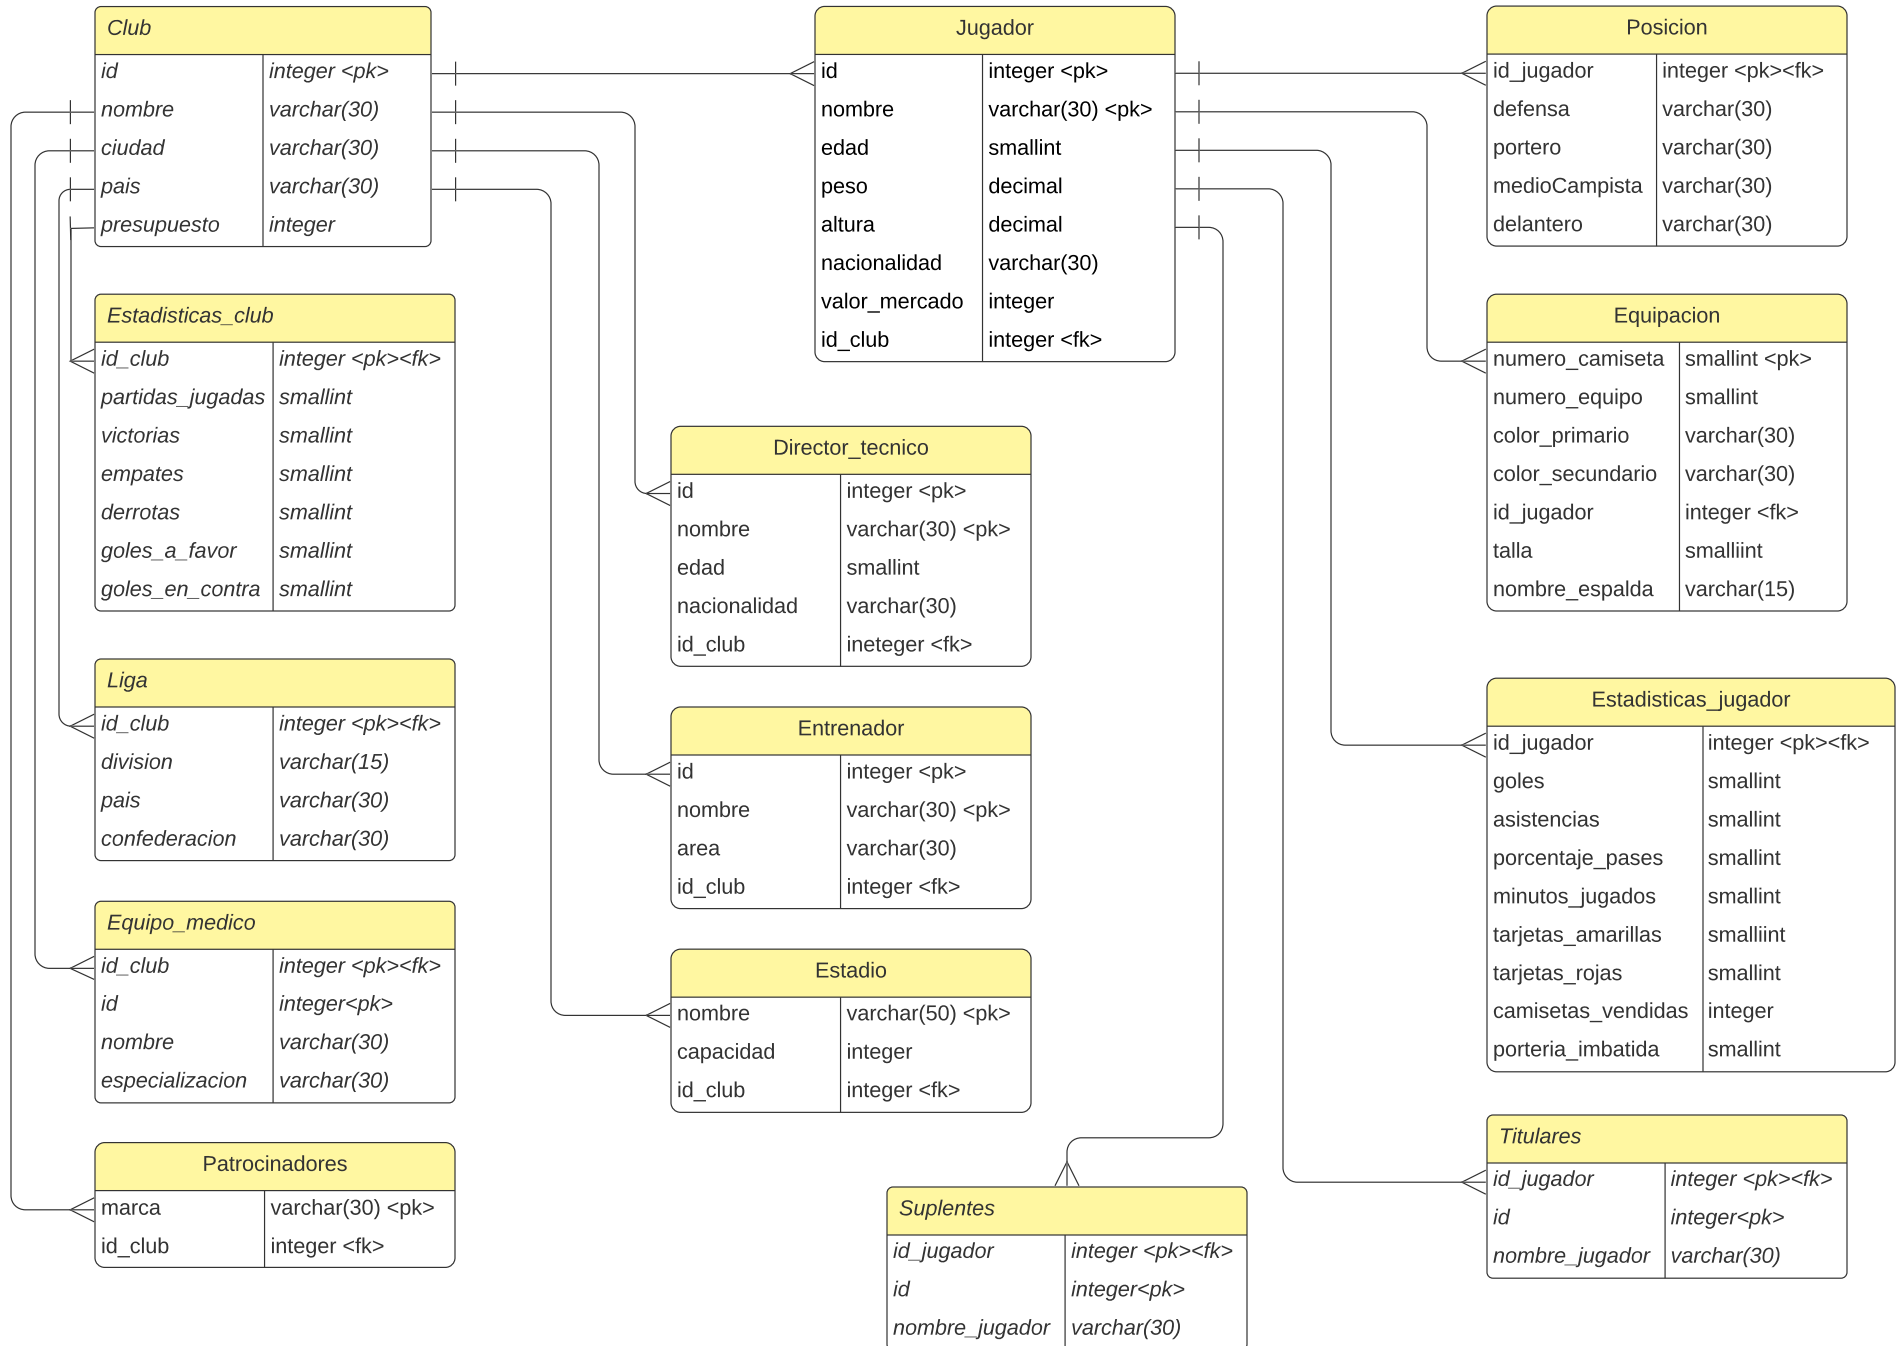 Club
id integer <pk>
nombre varchar(30)
ciudad varchar(30)
pais varchar(30)
presupuesto integer
Estadisticas_club
id_club integer <pk><fk>
partidas_jugadas smallint
victorias smallint
empates smallint
derrotas smallint
goles_a_favor smallint
goles_en_contra smallint
Liga
id_club integer <pk><fk>
division varchar(15)
pais varchar(30)
confederacion varchar(30)
Equipo_medico
id_club integer <pk><fk>
id integer<pk>
nombre varchar(30)
especializacion varchar(30)
Patrocinadores
marca varchar(30) <pk>
id_club integer <fk>
Jugador
id integer <pk>
nombre varchar(30) <pk>
edad smallint
peso decimal
altura decimal
nacionalidad varchar(30)
valor_mercado integer
id_club integer <fk>
Director_tecnico
id integer <pk>
nombre varchar(30) <pk>
edad smallint
nacionalidad varchar(30)
id_club ineteger <fk>
Entrenador
id integer <pk>
nombre varchar(30) <pk>
area varchar(30)
id_club integer <fk>
Estadio
nombre varchar(50) <pk>
capacidad integer
id_club integer <fk>
Suplentes
id_jugador integer <pk><fk>
id integer<pk>
nombre_jugador varchar(30)
Posicion
id_jugador integer <pk><fk>
defensa varchar(30)
portero varchar(30)
medioCampista varchar(30)
delantero varchar(30)
Equipacion
numero_camiseta smallint <pk>
numero_equipo smallint
color_primario varchar(30)
color_secundario varchar(30)
id_jugador integer <fk>
talla smalliint
nombre_espalda varchar(15)
Estadisticas_jugador
id_jugador integer <pk><fk>
goles smallint
asistencias smallint
porcentaje_pases smallint
minutos_jugados smallint
tarjetas_amarillas smalliint
tarjetas_rojas smallint
camisetas_vendidas integer
porteria_imbatida smallint
Titulares
id_jugador integer <pk><fk>
id integer<pk>
nombre_jugador varchar(30)